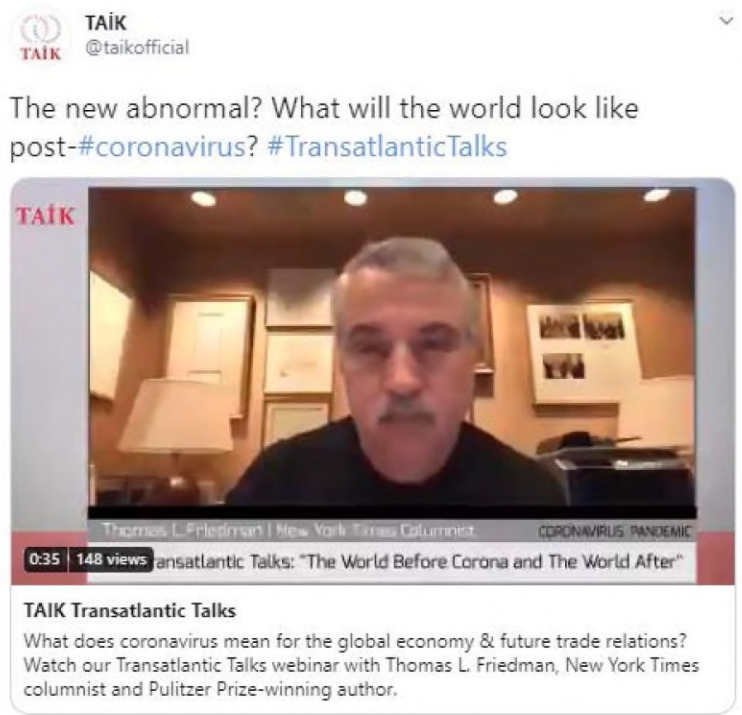 TAİK
TAİK
@taikofficial
The new abnormal? What will the world look like
post-#coronavirus? #TransatlanticTalks
TAİK
Thomas L.Friedman | New York Times Columnist
CORONAVIRUS PANDEMIC
0:35
148 views
ansatlantic Talks: "The World Before Corona and The World After"
TAIK Transatlantic Talks
What does coronavirus mean for the global economy & future trade relations?
Watch our Transatlantic Talks webinar with Thomas L. Friedman, New York Times
columnist and Pulitzer Prize-winning author.